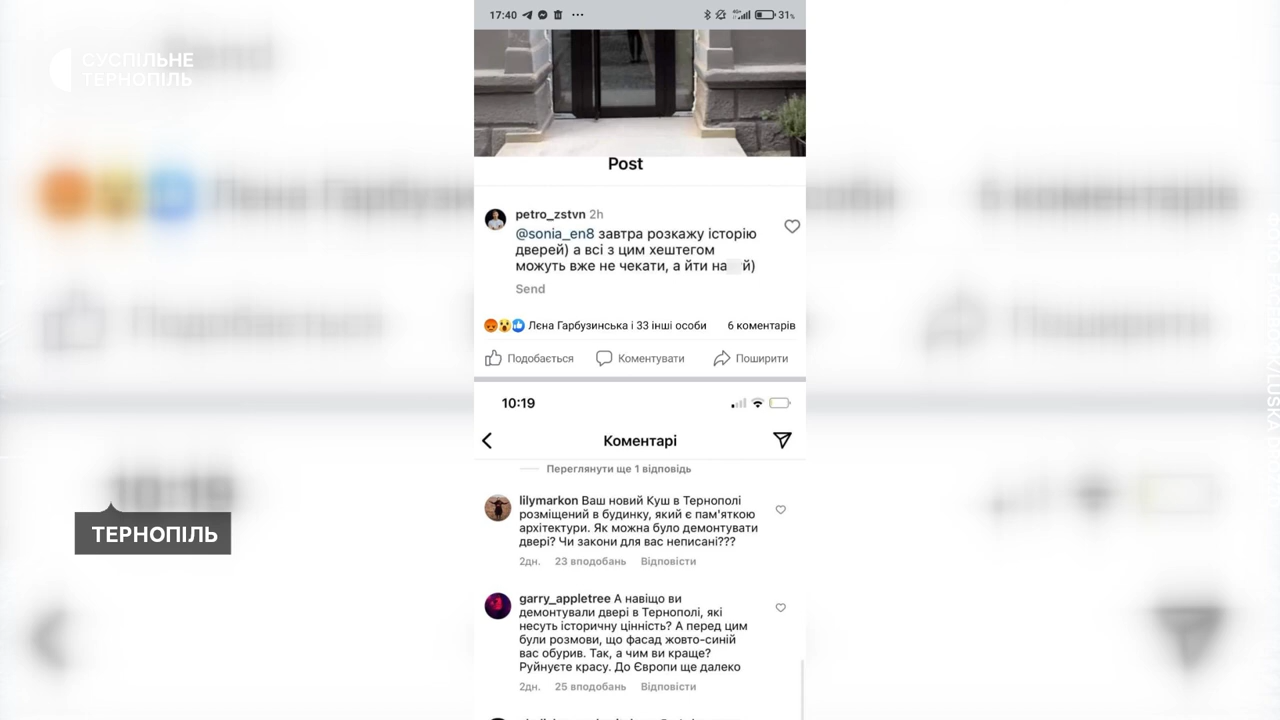 17:40
31%
СУСПІЛЬНЕ
ТЕРНОПІЛЬ
Post
petro_zstvn 2h
@sonia_en8 завтра розкажу історію
дверей) а всі з цим хештегом
можуть вже не чекати, а йти на й)
Send
Лєна Гарбузинська і 33 інші особи 6 коментарів
Подобається Коментувати Поширити
10:19
Коментарі
Переглянути ще 1 відповідь
lilymarkon Ваш новий Куш в Тернополі
розміщений в будинку, який є пам'яткою
архітектури. Як можна було демонтувати
двері? Чи закони для вас неписані???
2дн. 23 вподобань Відповісти
garry_appletree А навіщо ви
демонтували двері в Тернополі, які
несуть історичну цінність? А перед цим
були розмови, що фасад жовто-синій
вас обурив. Так, а чим ви краще?
Руйнуєте красу. До Європи ще далеко
2дн. 25 вподобань Відповісти
ТЕРНОПІЛЬ